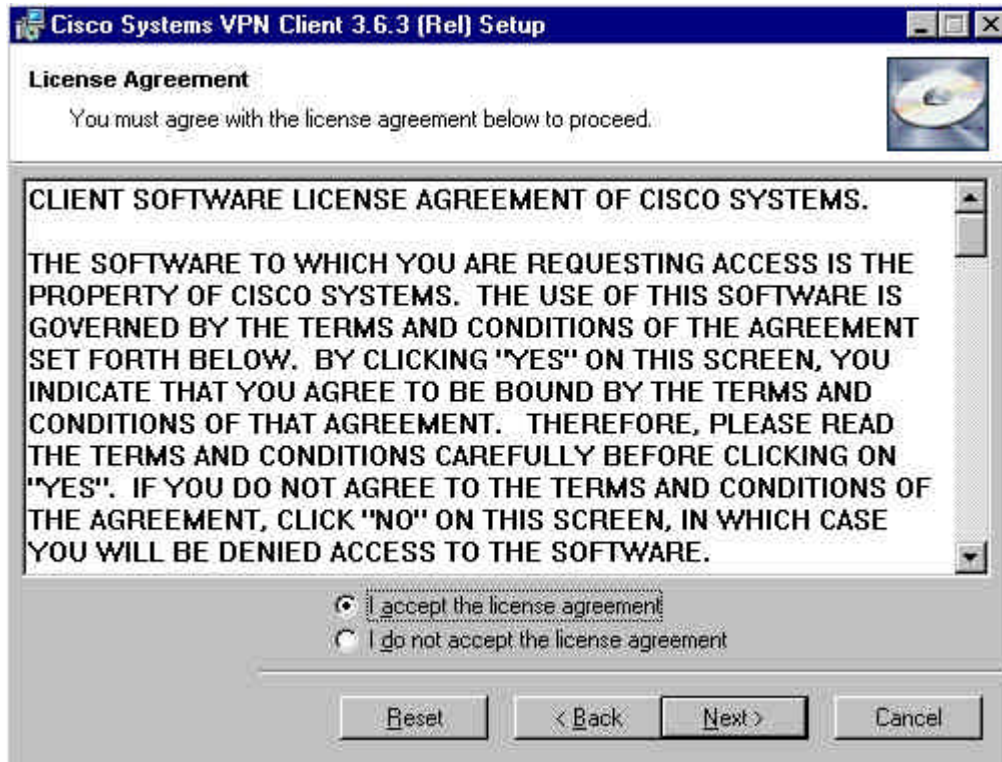 Cisco Systems VPN Client 3.6.3 (Rel) Setup
License Agreement
You must agree with the license agreement below to proceed.
CLIENT SOFTWARE LICENSE AGREEMENT OF CISCO SYSTEMS.
THE SOFTWARE TO WHICH YOU ARE REQUESTING ACCESS IS THE
PROPERTY OF CISCO SYSTEMS. THE USE OF THIS SOFTWARE IS
GOVERNED BY THE TERMS AND CONDITIONS OF THE AGREEMENT
SET FORTH BELOW. BY CLICKING "YES" ON THIS SCREEN, YOU
INDICATE THAT YOU AGREE TO BE BOUND BY THE TERMS AND
CONDITIONS OF THAT AGREEMENT. THEREFORE, PLEASE READ
THE TERMS AND CONDITIONS CAREFULLY BEFORE CLICKING ON
"YES". IF YOU DO NOT AGREE TO THE TERMS AND CONDITIONS OF
THE AGREEMENT, CLICK "NO" ON THIS SCREEN, IN WHICH CASE
YOU WILL BE DENIED ACCESS TO THE SOFTWARE.
I accept the license agreement
I do not accept the license agreement
Reset < Back Next > Cancel